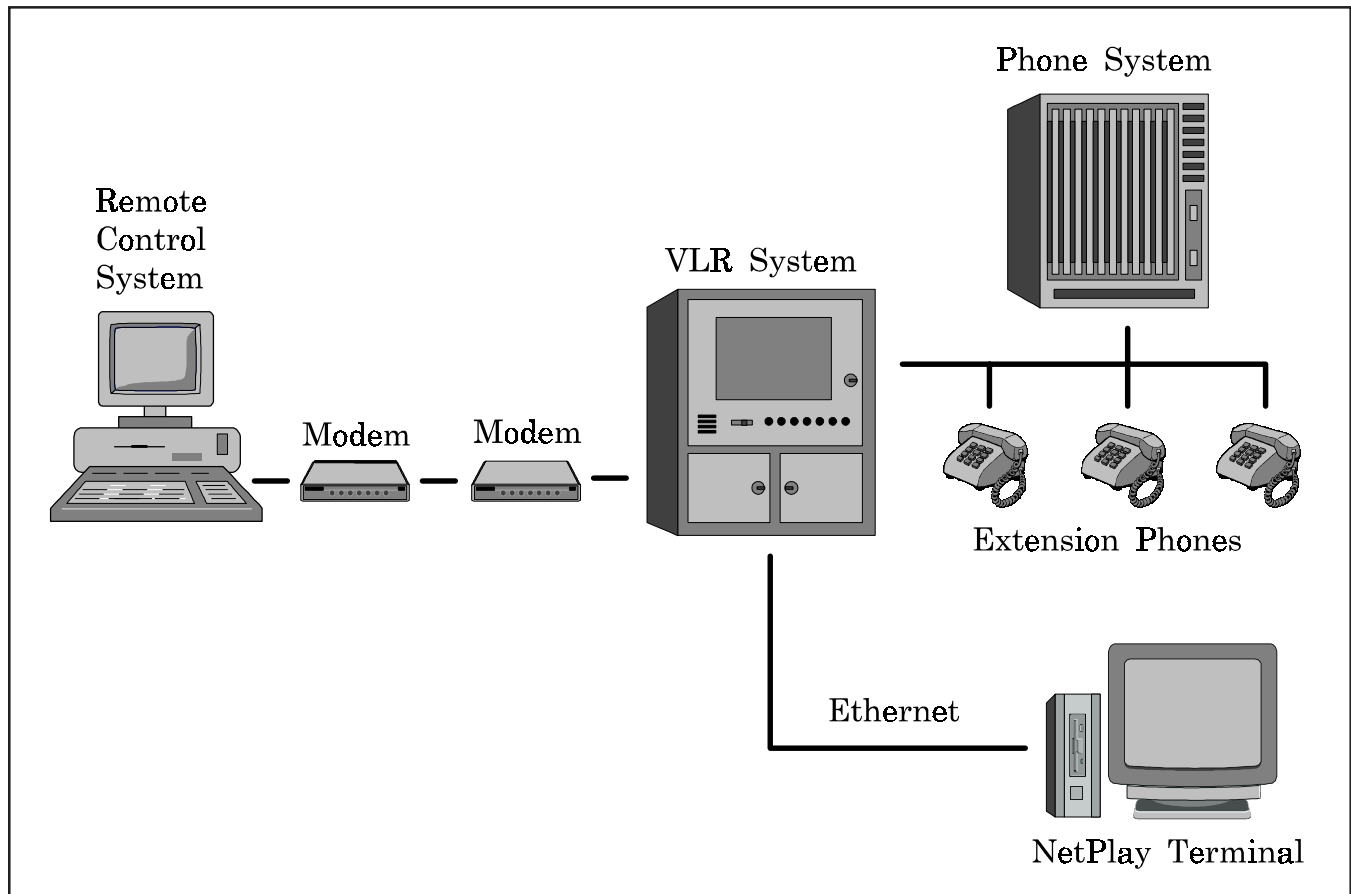 Phone System
Remote
Control
System
VLR System
Modem
Modem
Extension Phones
Ethernet
NetPlay Terminal